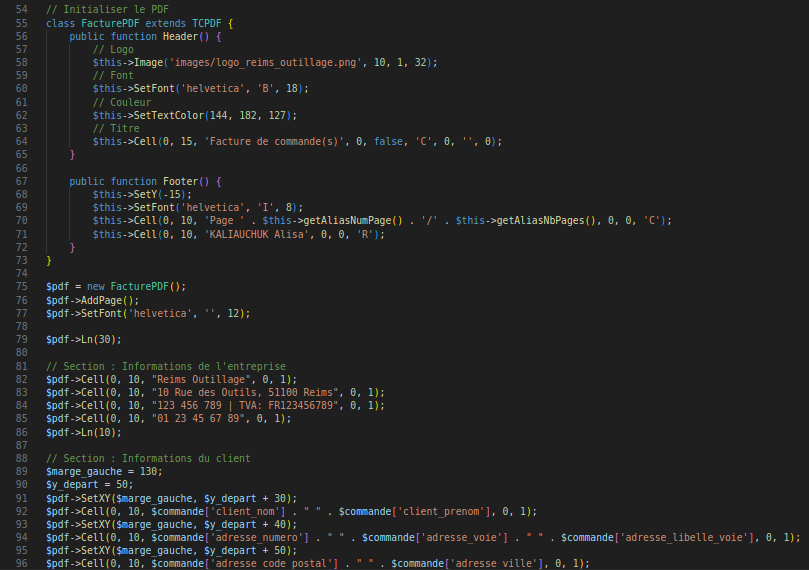 54 // Initialiser le PDF
55 class FacturePDF extends TCPDF {
56     public function Header() {
57         // Logo
58         $this->Image('images/logo_reims_outillage.png', 10, 1, 32);
59         // Font
60         $this->SetFont('helvetica', 'B', 18);
61         // Couleur
62         $this->SetTextColor(144, 182, 127);
63         // Titre
64         $this->Cell(0, 15, 'Facture de commande(s)', 0, false, 'C', 0, '', 0);
65     }
66
67     public function Footer() {
68         $this->SetY(-15);
69         $this->SetFont('helvetica', 'I', 8);
70         $this->Cell(0, 10, 'Page ' . $this->getAliasNumPage() . '/' . $this->getAliasNbPages(), 0, 0, 'C');
71         $this->Cell(0, 10, 'KALIAUCHUK Alisa', 0, 0, 'R');
72     }
73 }
74
75 $pdf = new FacturePDF();
76 $pdf->AddPage();
77 $pdf->SetFont('helvetica', '', 12);
78
79 $pdf->Ln(30);
80
81 // Section : Informations de l'entreprise
82 $pdf->Cell(0, 10, "Reims Outillage", 0, 1);
83 $pdf->Cell(0, 10, "10 Rue des Outils, 51100 Reims", 0, 1);
84 $pdf->Cell(0, 10, "123 456 789 | TVA: FR123456789", 0, 1);
85 $pdf->Cell(0, 10, "01 23 45 67 89", 0, 1);
86 $pdf->Ln(10);
87
88 // Section : Informations du client
89 $marge_gauche = 130;
90 $y_depart = 50;
91 $pdf->SetXY($marge_gauche, $y_depart + 30);
92 $pdf->Cell(0, 10, $commande['client_nom'] . " " . $commande['client_prenom'], 0, 1);
93 $pdf->SetXY($marge_gauche, $y_depart + 40);
94 $pdf->Cell(0, 10, $commande['adresse_numero'] . " " . $commande['adresse_voie'] . " " . $commande['adresse_libelle_voie'], 0, 1);
95 $pdf->SetXY($marge_gauche, $y_depart + 50);
96 $pdf->Cell(0, 10, $commande['adresse_code_postal'] . " " . $commande['adresse_ville'], 0, 1);